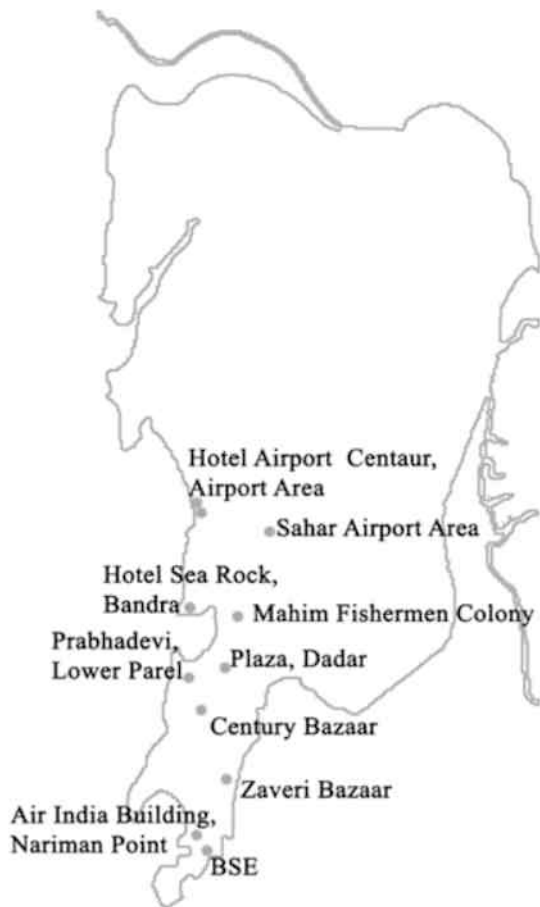 Hotel Airport Centaur,
Airport Area
Sahar Airport Area
Hotel Sea Rock,
Bandra
Mahim Fishermen Colony
Prabhadevi,
Lower Parel
Plaza, Dadar
Century Bazaar
Zaveri Bazaar
Air India Building,
Nariman Point
BSE